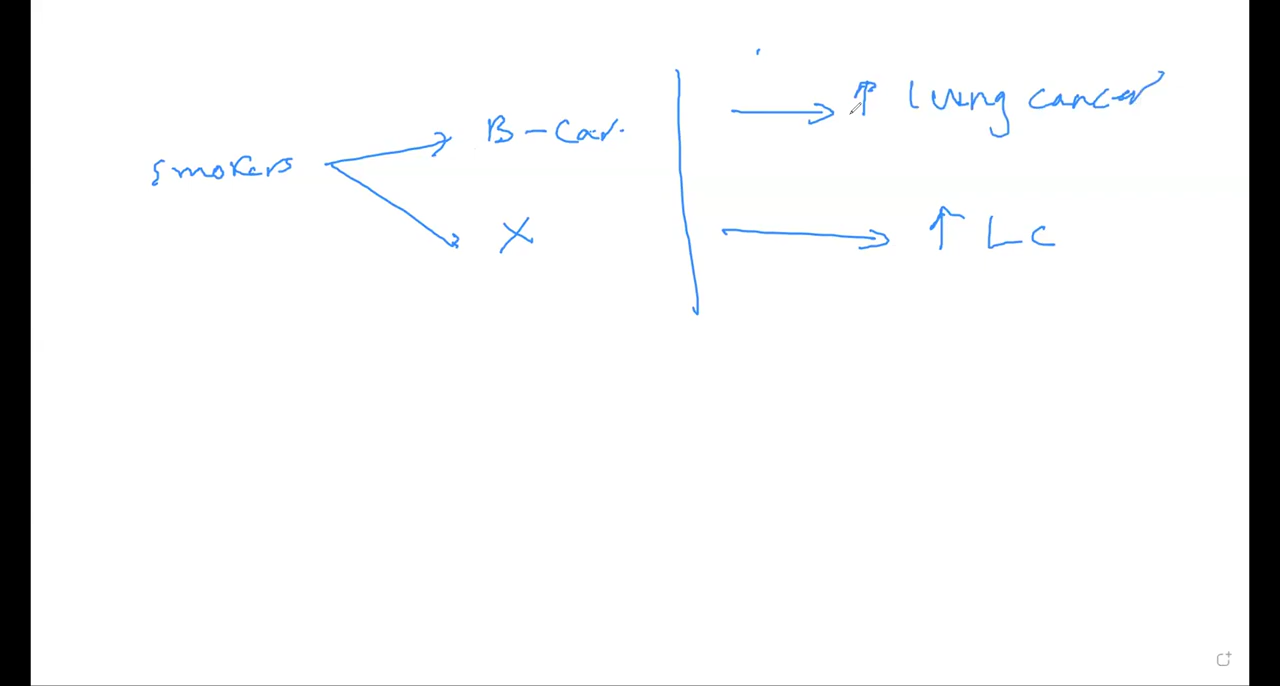 ↑ lung cancer
smokers → B-Car.
X → ↑ LC